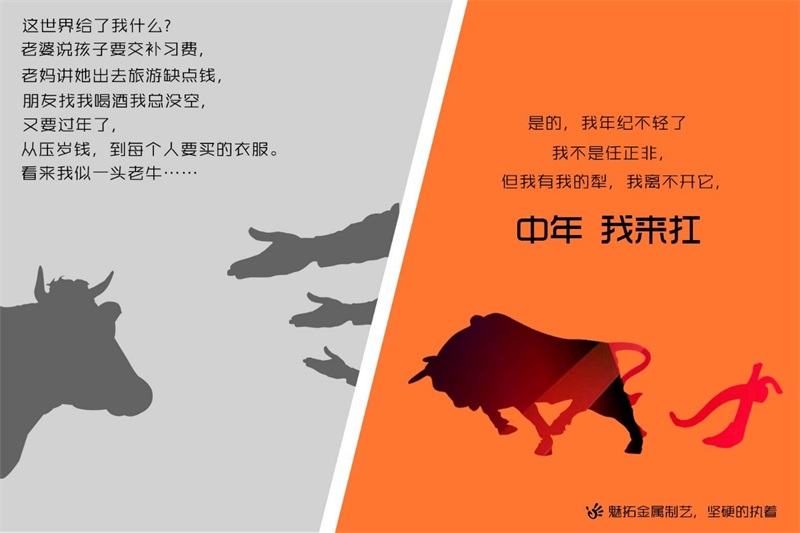 这世界给了我什么?
老婆说孩子要交补习费,
老妈讲她出去旅游缺点钱,
朋友找我喝酒我总没空,
又要过年了,
从压岁钱，到每个人要买的衣服。
看来我似一头老牛……
是的，我年纪不轻了
我不是任正非,
但我有我的犁，我离不开它,
中年 我来扛
魅拓金属制艺，坚硬的执着